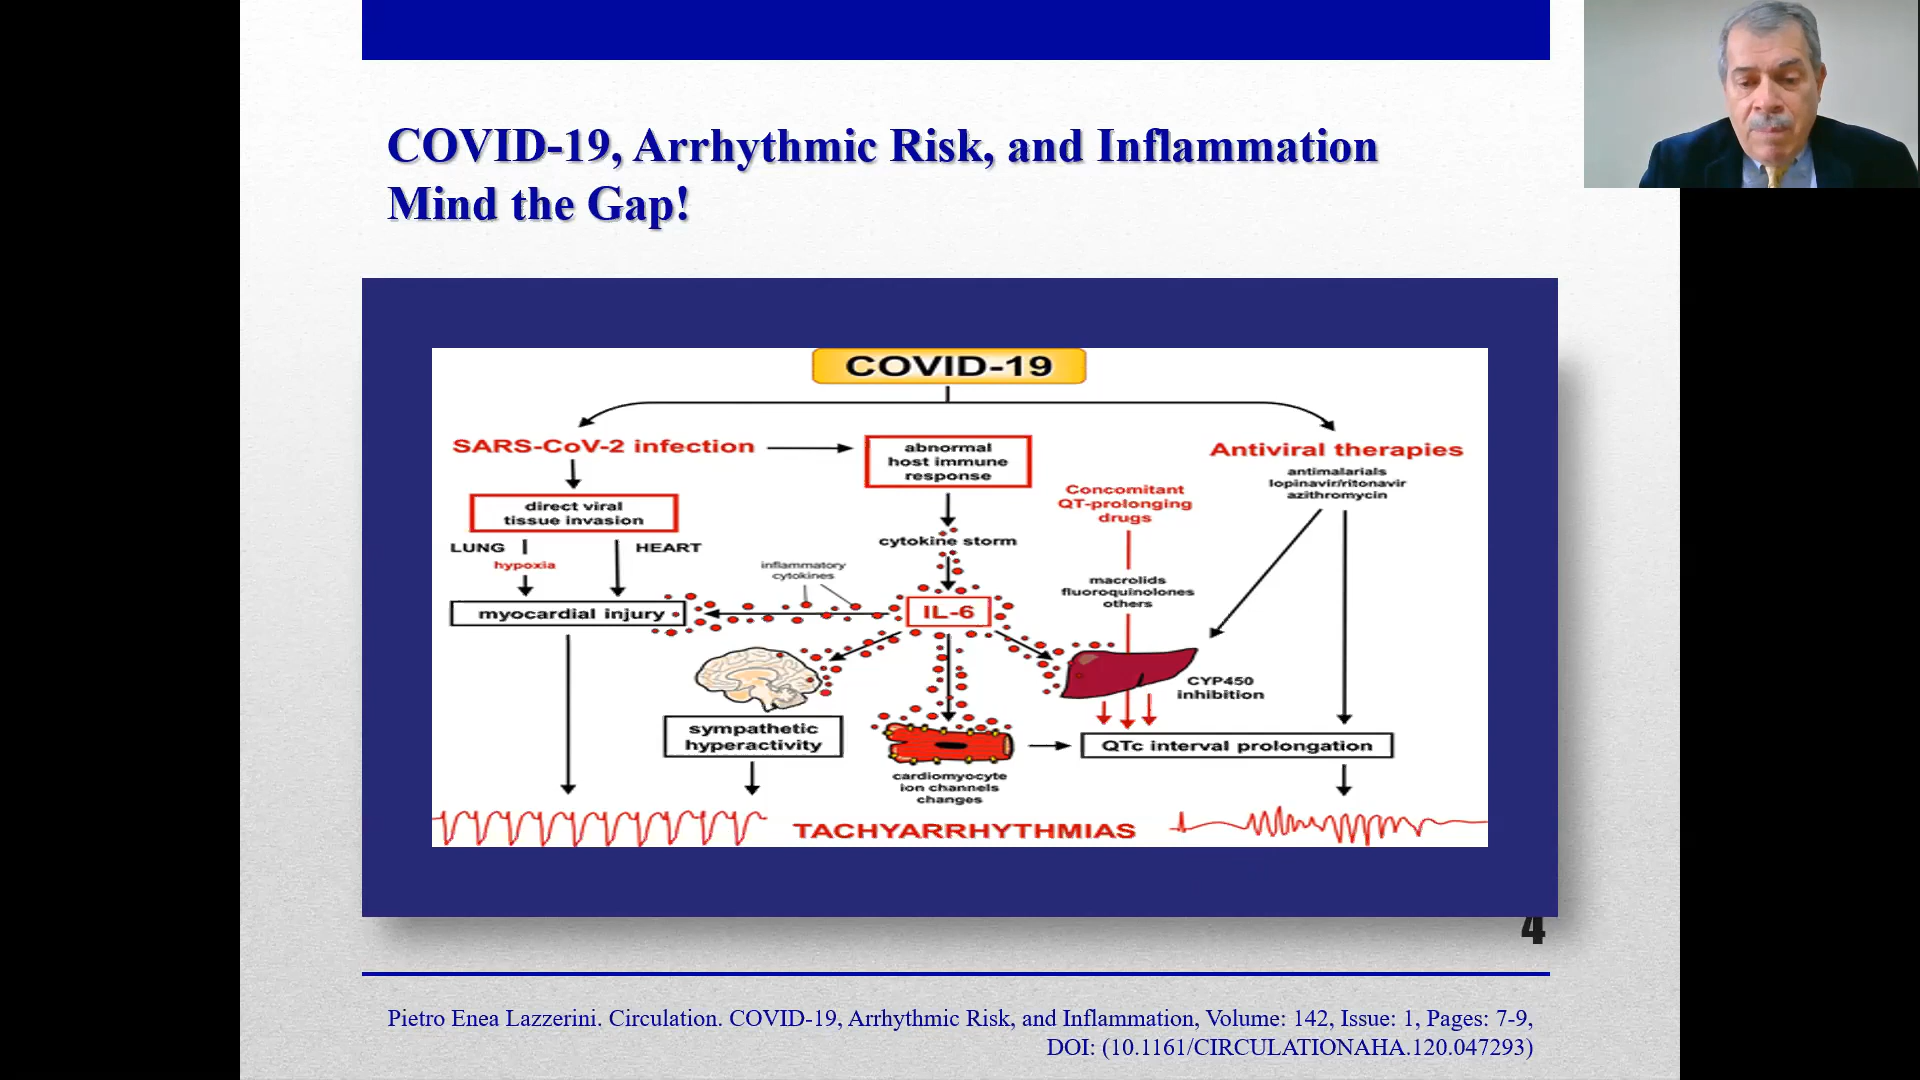 COVID-19, Arrhythmic Risk, and Inflammation
Mind the Gap!
COVID-19
SARS-CoV-2 infection
abnormal
host immune
response
Antiviral therapies
antimalarials
lopinavir/ritonavir
azithromycin
direct viral
tissue invasion
Concomitant
QT-prolonging
drugs
LUNG
HEART
hypoxia
cytokine storm
inflammatory
cytokines
macrolids
fluoroquinolones
others
myocardial injury
IL-6
CYP450
inhibition
sympathetic
hyperactivity
QTc interval prolongation
cardiomyocyte
ion channels
changes
TACHYARRHYTHMIAS
4
Pietro Enea Lazzerini. Circulation. COVID-19, Arrhythmic Risk, and Inflammation, Volume: 142, Issue: 1, Pages: 7-9,
DOI: (10.1161/CIRCULATIONAHA.120.047293)